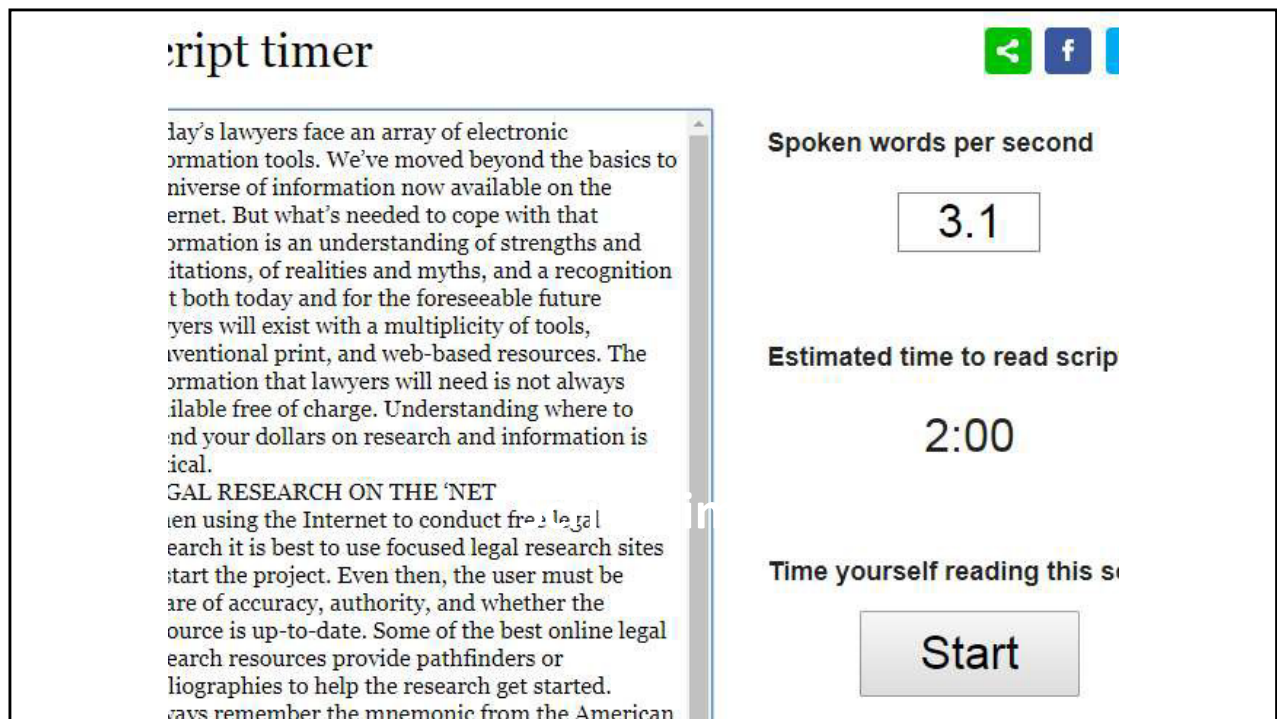 ript timer
day’s lawyers face an array of electronic
ormation tools. We’ve moved beyond the basics to
niverse of information now available on the
ernet. But what’s needed to cope with that
ormation is an understanding of strengths and
itations, of realities and myths, and a recognition
t both today and for the foreseeable future
yers will exist with a multiplicity of tools,
ventional print, and web-based resources. The
ormation that lawyers will need is not always
ilable free of charge. Understanding where to
nd your dollars on research and information is
ical.
GAL RESEARCH ON THE ‘NET
en using the Internet to conduct free legal
earch it is best to use focused legal research sites
start the project. Even then, the user must be
are of accuracy, authority, and whether the
ource is up-to-date. Some of the best online legal
earch resources provide pathfinders or
liographies to help the research get started.
ways remember the mnemonic from the American
Spoken words per second
3.1
Estimated time to read scrip
2:00
Time yourself reading this s
Start